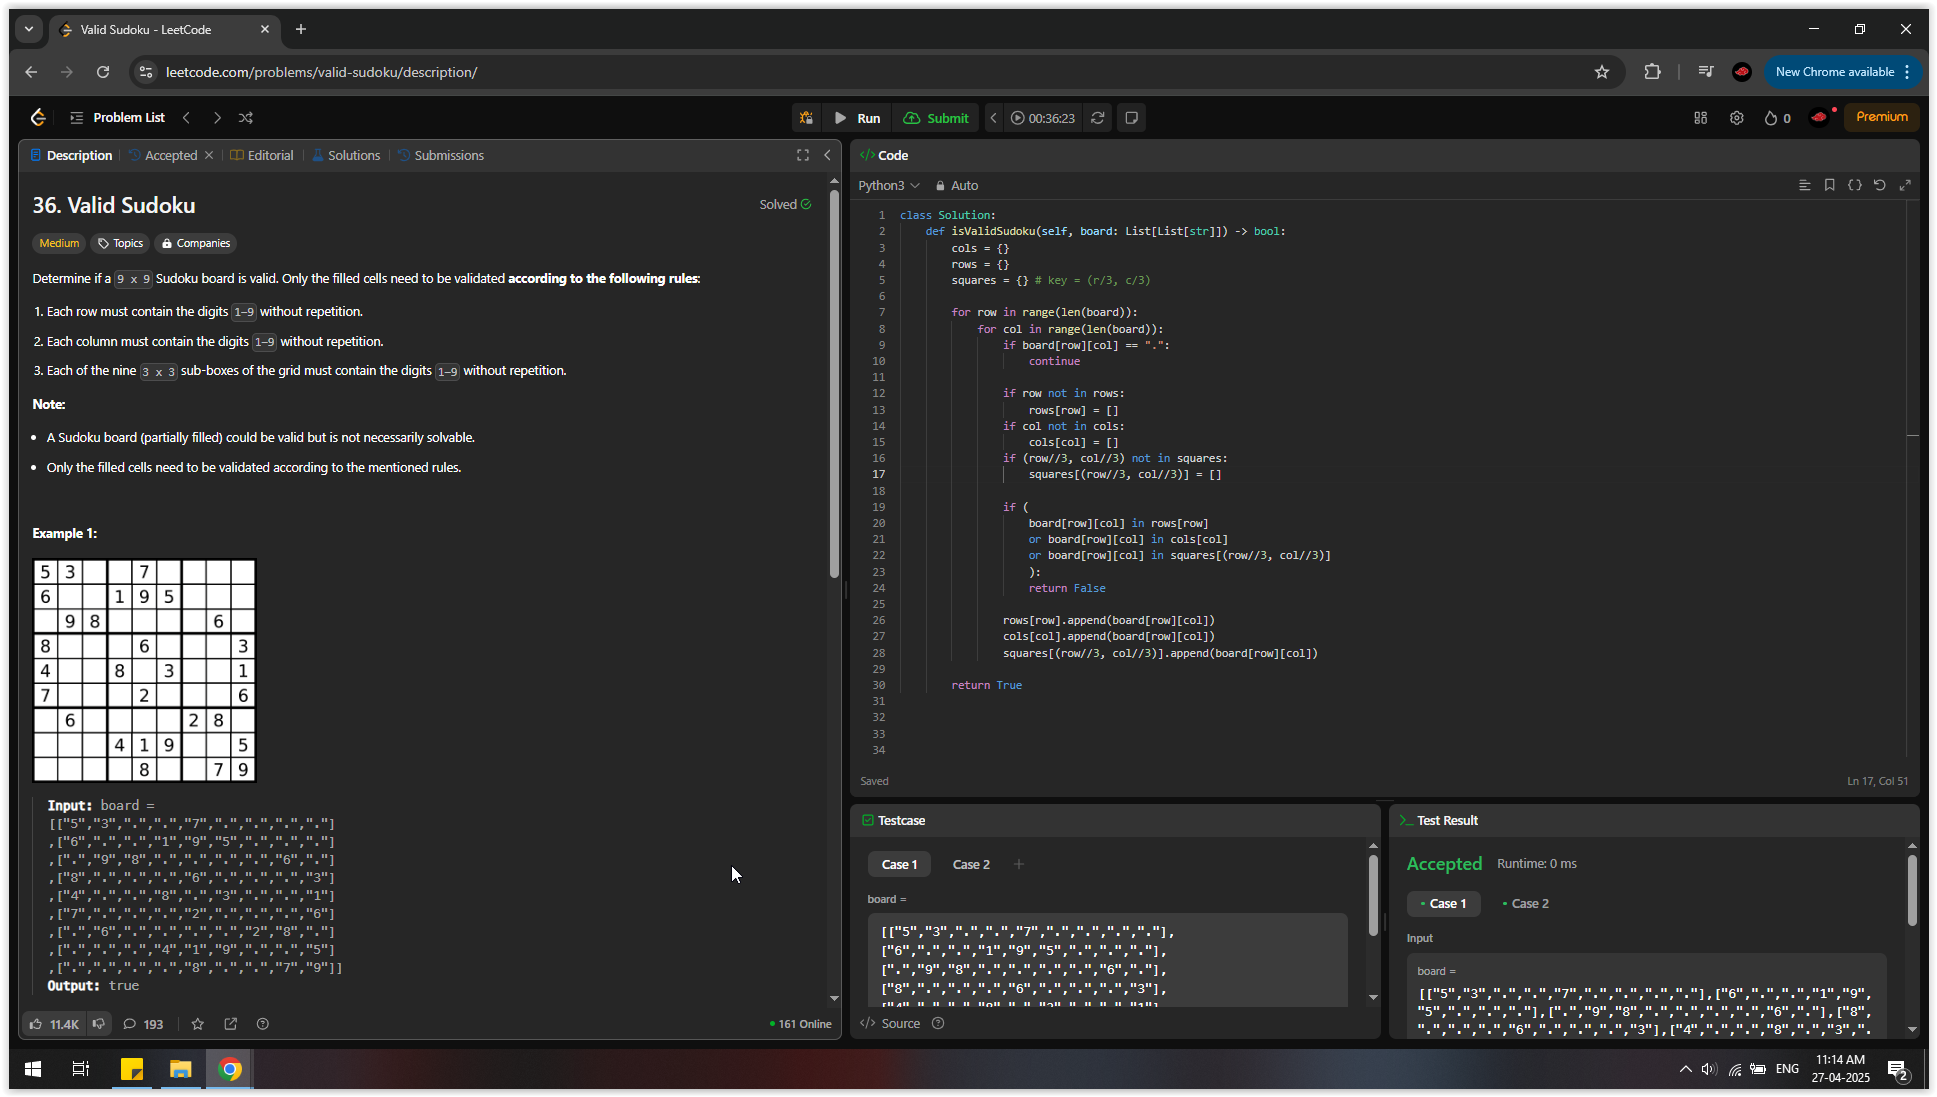 Valid Sudoku - LeetCode
leetcode.com/problems/valid-sudoku/description/
New Chrome available
Problem List
Run
Submit
00:36:23
0
Premium
Description
Accepted
Editorial
Solutions
Submissions
36. Valid Sudoku
Solved
Medium
Topics
Companies
Determine if a 9 x 9 Sudoku board is valid. Only the filled cells need to be validated according to the following rules:
1. Each row must contain the digits 1-9 without repetition.
2. Each column must contain the digits 1-9 without repetition.
3. Each of the nine 3 x 3 sub-boxes of the grid must contain the digits 1-9 without repetition.
Note:
• A Sudoku board (partially filled) could be valid but is not necessarily solvable.
• Only the filled cells need to be validated according to the mentioned rules.
Example 1:
5 3 7
6 1 9 5
9 8 6
8 6 3
4 8 3 1
7 2 6
6 2 8
4 1 9 5
8 7 9
Input: board =
[["5","3",".",".","7",".",".",".","."]
,["6",".",".","1","9","5",".",".","."]
,[".","9","8",".",".",".",".","6","."]
,["8",".",".",".","6",".",".",".","3"]
,["4",".",".","8",".","3",".",".","1"]
,["7",".",".",".","2",".",".",".","6"]
,[".","6",".",".",".",".","2","8","."]
,[".",".",".","4","1","9",".",".","5"]
,[".",".",".",".","8",".",".","7","9"]]
Output: true
11.4K
193
161 Online
</> Code
Python3
Auto
1 class Solution:
2 def isValidSudoku(self, board: List[List[str]]) -> bool:
3 cols = {}
4 rows = {}
5 squares = {} # key = (r/3, c/3)
6
7 for row in range(len(board)):
8 for col in range(len(board)):
9 if board[row][col] == ".":
10 continue
11
12 if row not in rows:
13 rows[row] = []
14 if col not in cols:
15 cols[col] = []
16 if (row//3, col//3) not in squares:
17 squares[(row//3, col//3)] = []
18
19 if (
20 board[row][col] in rows[row]
21 or board[row][col] in cols[col]
22 or board[row][col] in squares[(row//3, col//3)]
23 ):
24 return False
25
26 rows[row].append(board[row][col])
27 cols[col].append(board[row][col])
28 squares[(row//3, col//3)].append(board[row][col])
29
30 return True
31
32
33
34
Saved
Ln 17, Col 51
Testcase
Case 1
Case 2
board =
[["5","3",".",".","7",".",".",".","."],
["6",".",".","1","9","5",".",".","."],
[".","9","8",".",".",".",".","6","."],
["8",".",".",".","6",".",".",".","3"],
</> Source
Test Result
Accepted
Runtime: 0 ms
Case 1
Case 2
Input
board =
[["5","3",".",".","7",".",".",".","."],["6",".",".","1","9",
"5",".",".","."],[".","9","8",".",".",".",".","6","."],["8",
".",".",".","6",".",".",".","3"],["4",".",".","8",".","3",".
ENG
11:14 AM
27-04-2025
2